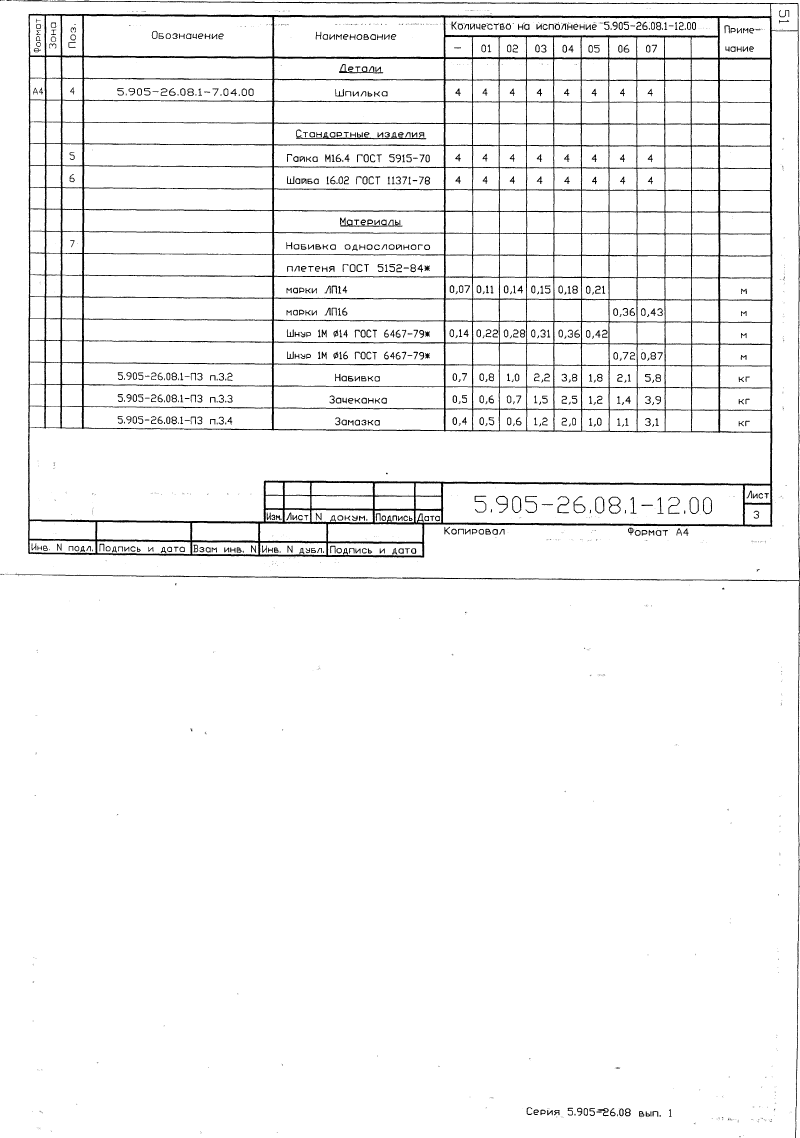 51
Формат Зона Поз. Обозначение Наименование Количество на исполнение 5.905-26.08.1-12.00 Приме-
чание
- 01 02 03 04 05 06 07
Детали
А4 4 5.905-26.08.1-7.04.00 Шпилька 4 4 4 4 4 4 4 4
Стандартные изделия
5 Гайка М16.4 ГОСТ 5915-70 4 4 4 4 4 4 4 4
6 Шайба 16.02 ГОСТ 11371-78 4 4 4 4 4 4 4 4
Материалы
7 Набивка однослойного
плетеня ГОСТ 5152-84ж
марки ЛП14 0,07 0,11 0,14 0,15 0,18 0,21 м
марки ЛП16 0,36 0,43 м
Шнур 1М Ø14 ГОСТ 6467-79ж 0,14 0,22 0,28 0,31 0,36 0,42 м
Шнур 1М Ø16 ГОСТ 6467-79ж 0,72 0,87 м
5.905-26.08.1-ПЗ п.3.2 Набивка 0,7 0,8 1,0 2,2 3,8 1,8 2,1 5,8 кг
5.905-26.08.1-ПЗ п.3.3 Зачеканка 0,5 0,6 0,7 1,5 2,5 1,2 1,4 3,9 кг
5.905-26.08.1-ПЗ п.3.4 Замазка 0,4 0,5 0,6 1,2 2,0 1,0 1,1 3,1 кг
Изм. Лист N докум. Подпись Дата 5.905-26.08.1-12.00 Лист
3
Копировал Формат А4
Инв. N подл. Подпись и дата Взам инв. N Инв. N дубл. Подпись и дата
Серия 5.905-26.08 вып. 1